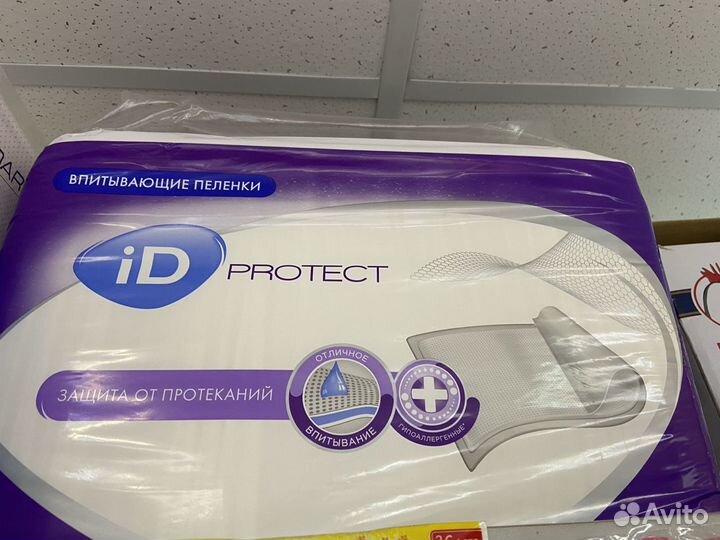 ВПИТЫВАЮЩИЕ ПЕЛЕНКИ
iD PROTECT
ЗАЩИТА ОТ ПРОТЕКАНИЙ
ОТЛИЧНОЕ
ВПИТЫВАНИЕ
ГИПОАЛЛЕРГЕННЫЕ*
Avito